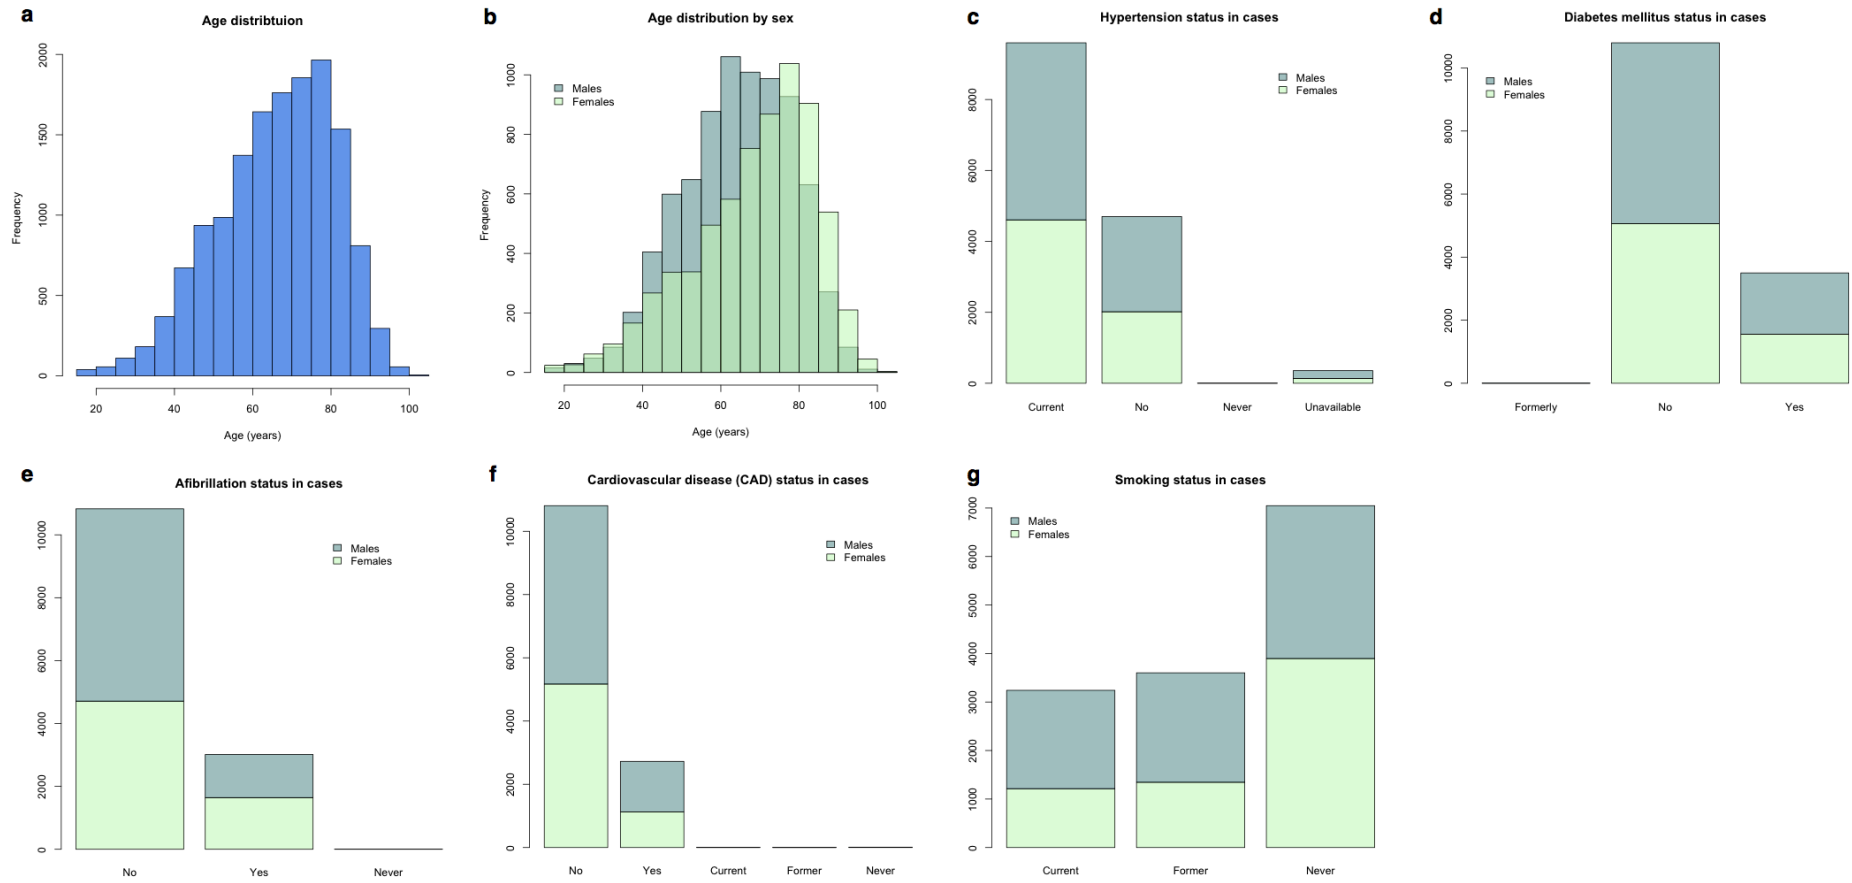 a
Age distribtuion
Frequency
0
500
1000
1500
2000
20
40
60
80
100
Age (years)
b
Age distribution by sex
Males
Females
Frequency
0
200
400
600
800
1000
20
40
60
80
100
Age (years)
c
Hypertension status in cases
Males
Females
0
2000
4000
6000
8000
Current
No
Never
Unavailable
d
Diabetes mellitus status in cases
Males
Females
0
2000
4000
6000
8000
10000
Formerly
No
Yes
e
Afibrillation status in cases
Males
Females
0
2000
4000
6000
8000
10000
No
Yes
Never
f
Cardiovascular disease (CAD) status in cases
Males
Females
0
2000
4000
6000
8000
10000
No
Yes
Current
Former
Never
g
Smoking status in cases
Males
Females
0
1000
2000
3000
4000
5000
6000
7000
Current
Former
Never